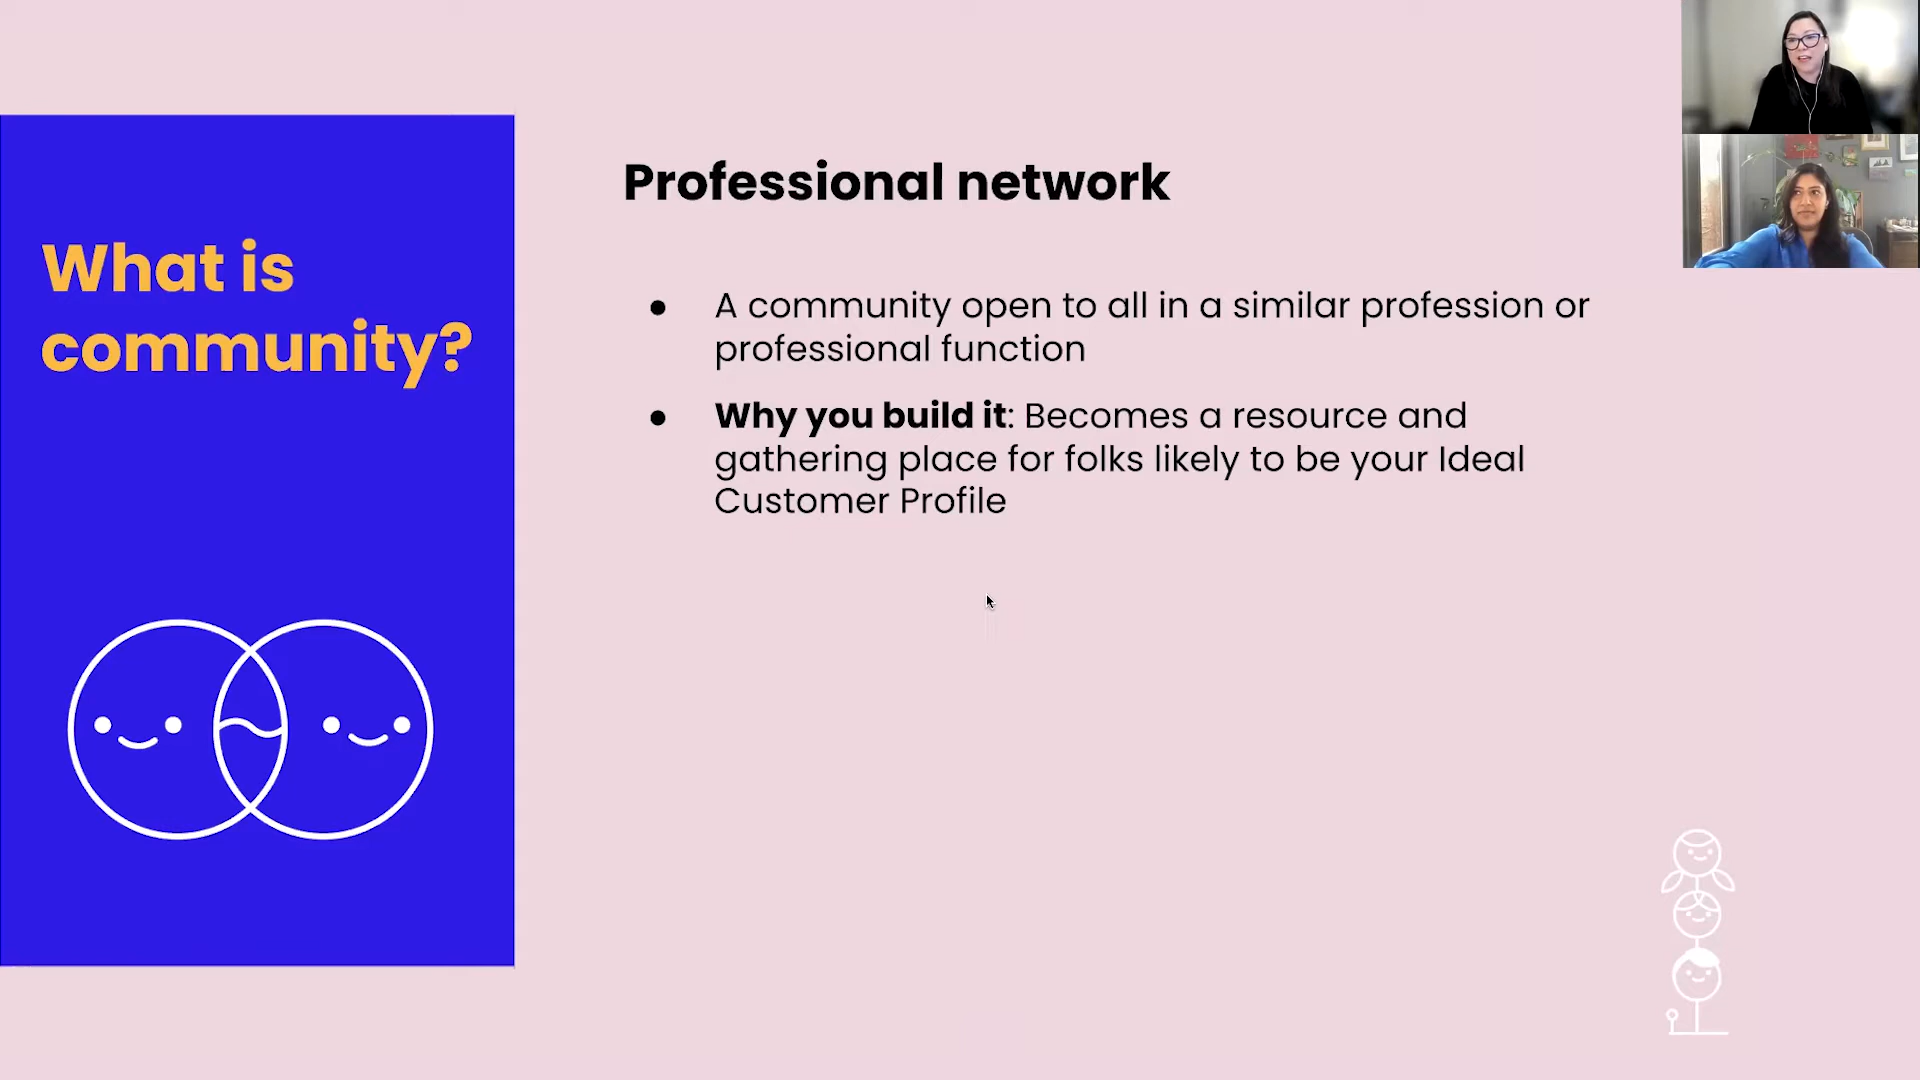 What is
community?
Professional network
● A community open to all in a similar profession or
professional function
● Why you build it: Becomes a resource and
gathering place for folks likely to be your Ideal
Customer Profile